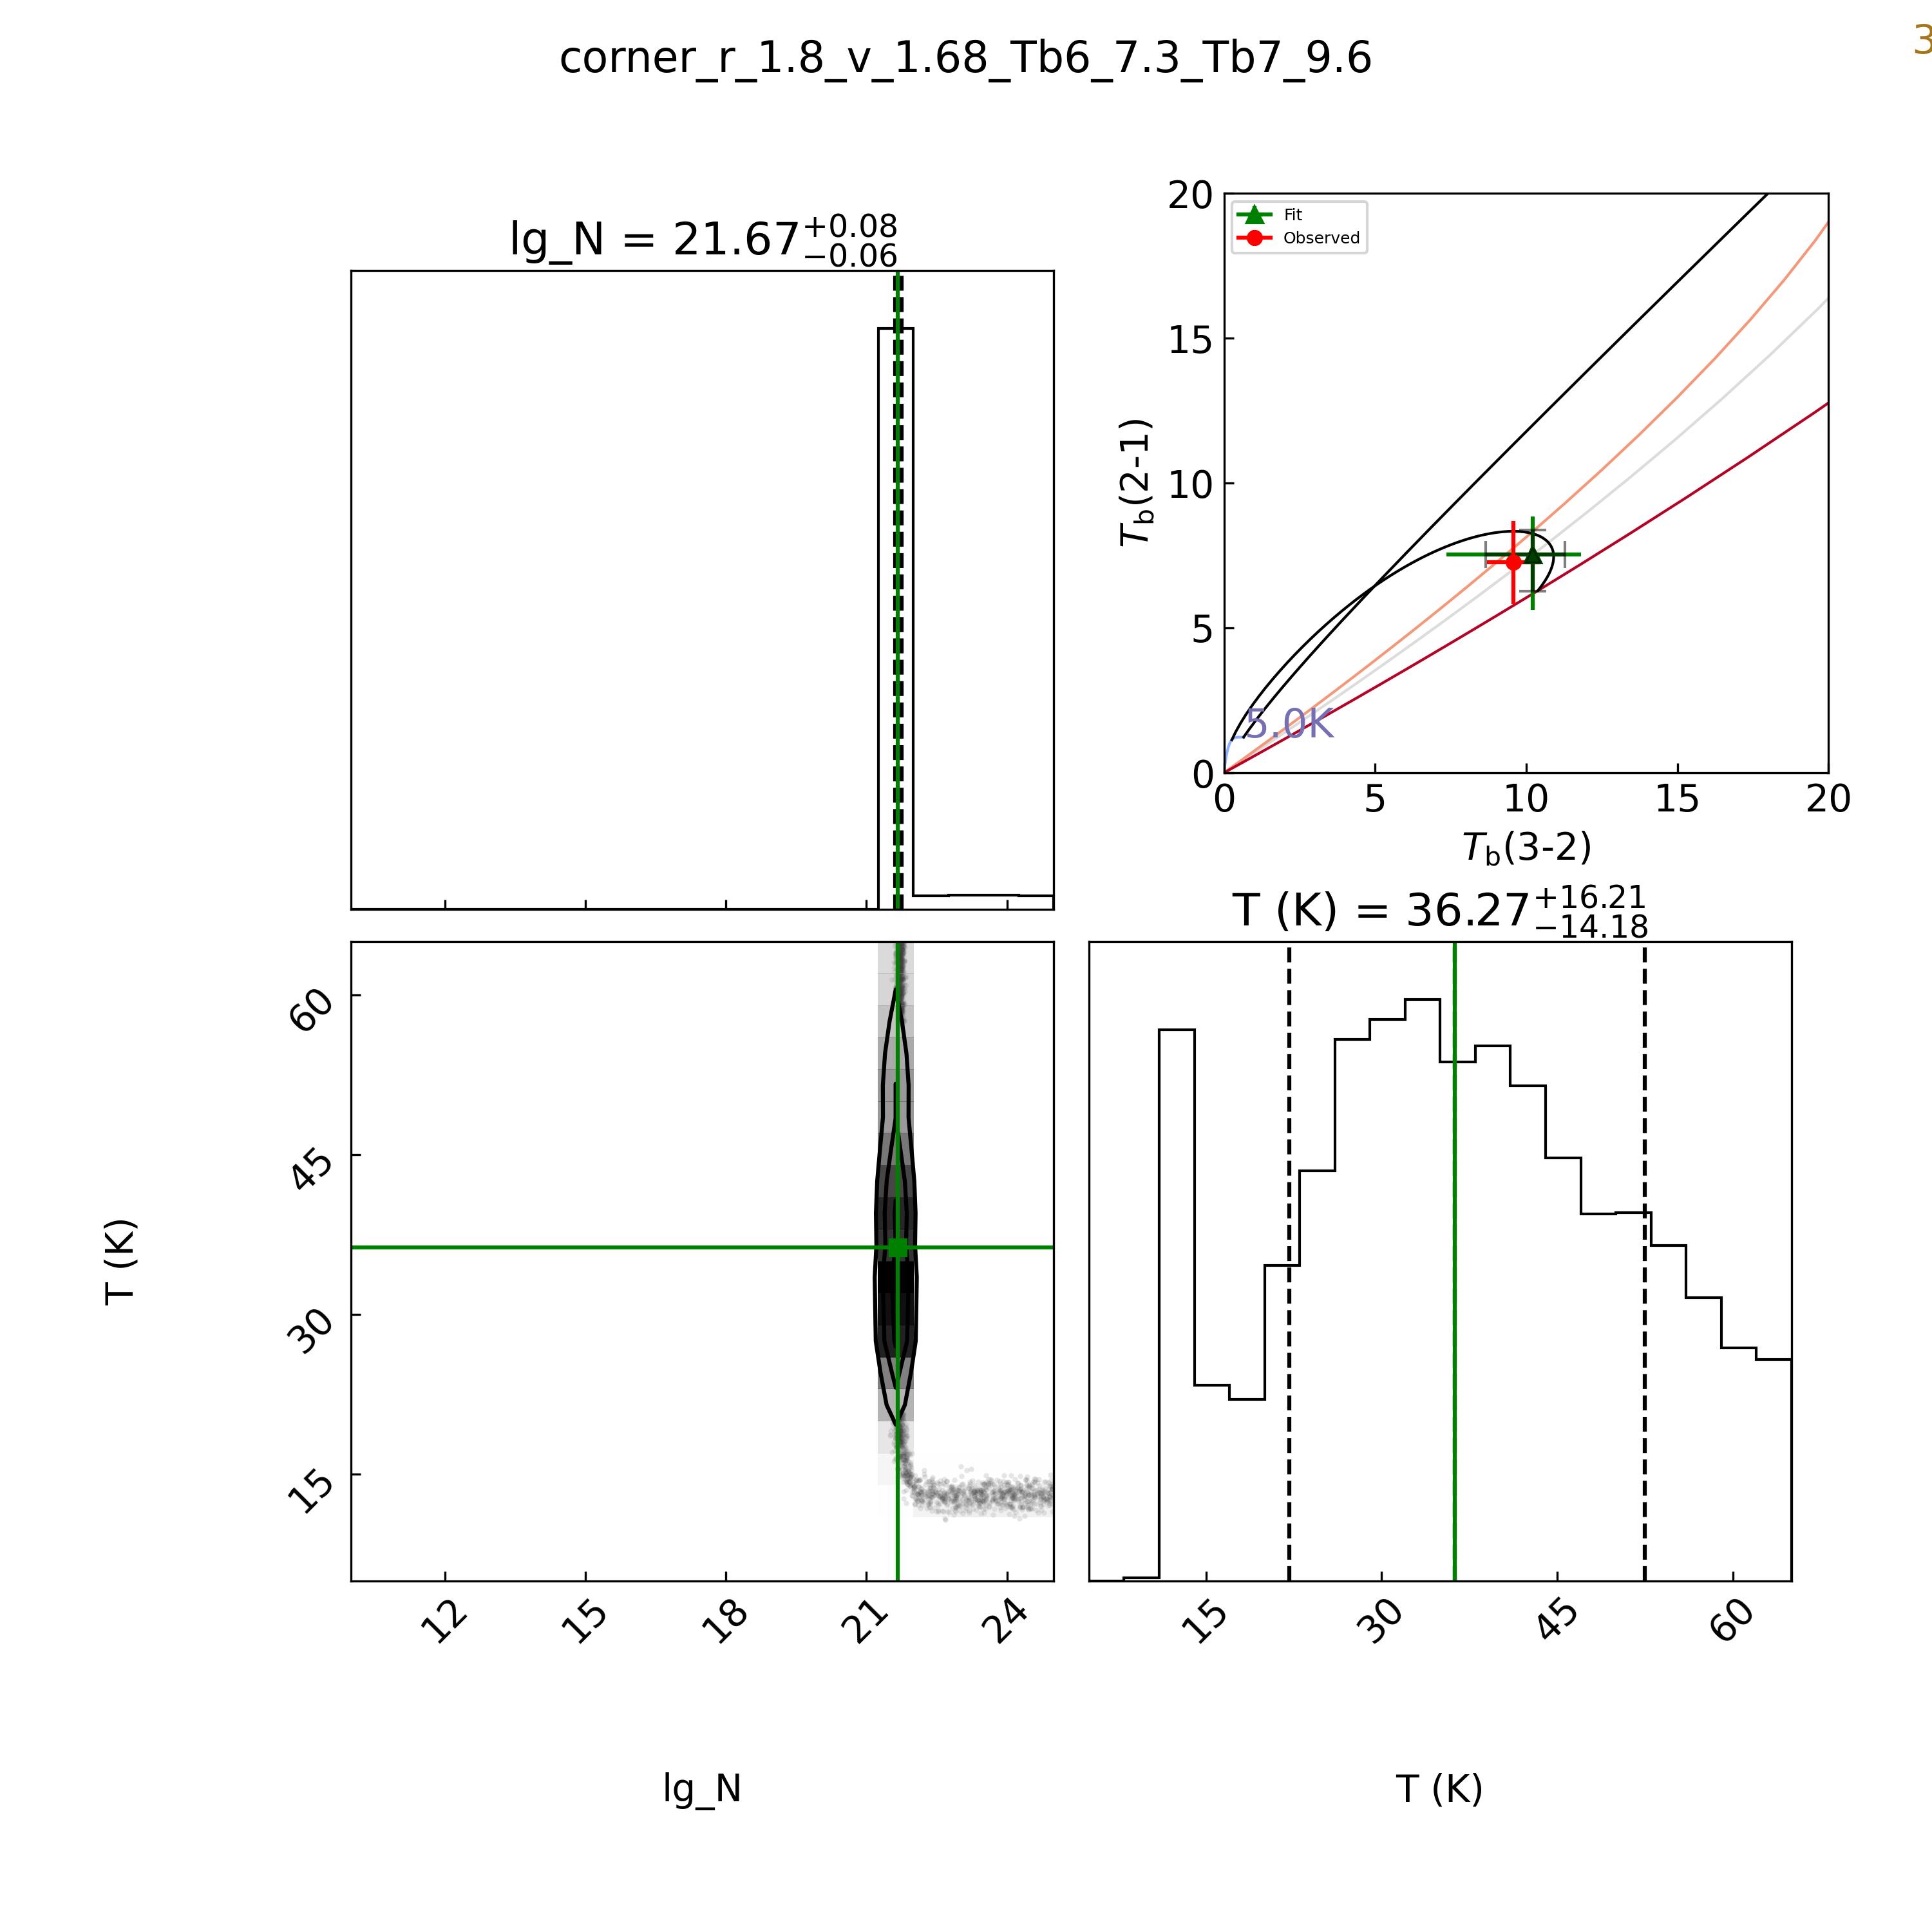 corner_r_1.8_v_1.68_Tb6_7.3_Tb7_9.6
3
lg_N = 21.67 +0.08 −0.06
20
15
10
5
0
T_b(2-1)
Fit
Observed
5.0K
0 5 10 15 20
T_b(3-2)
T (K) = 36.27 +16.21 −14.18
60
45
30
15
T (K)
12 15 18 21 24
lg_N
15 30 45 60
T (K)